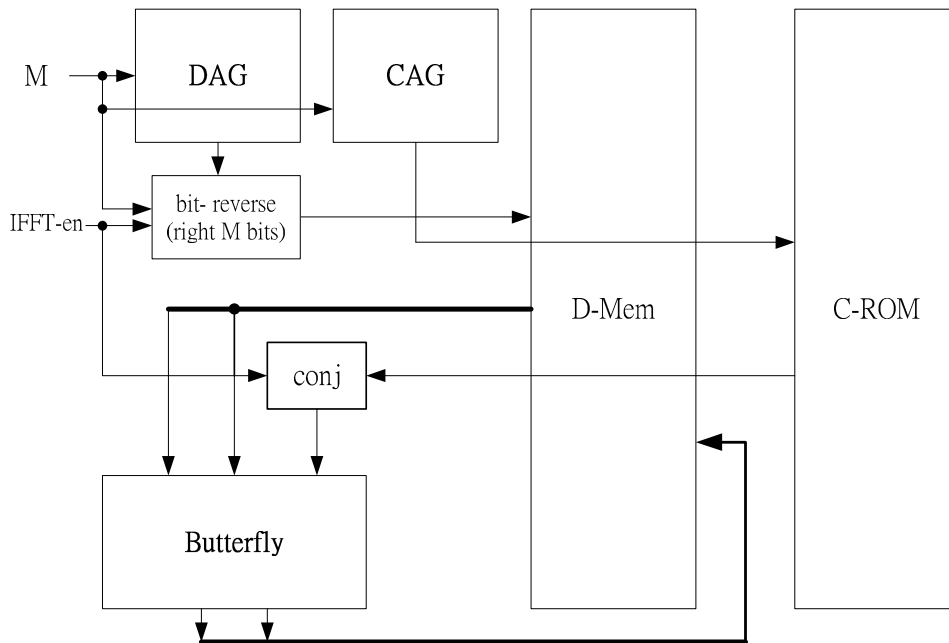 M
DAG
CAG
IFFT-en
bit- reverse
(right M bits)
D-Mem
C-ROM
conj
Butterfly